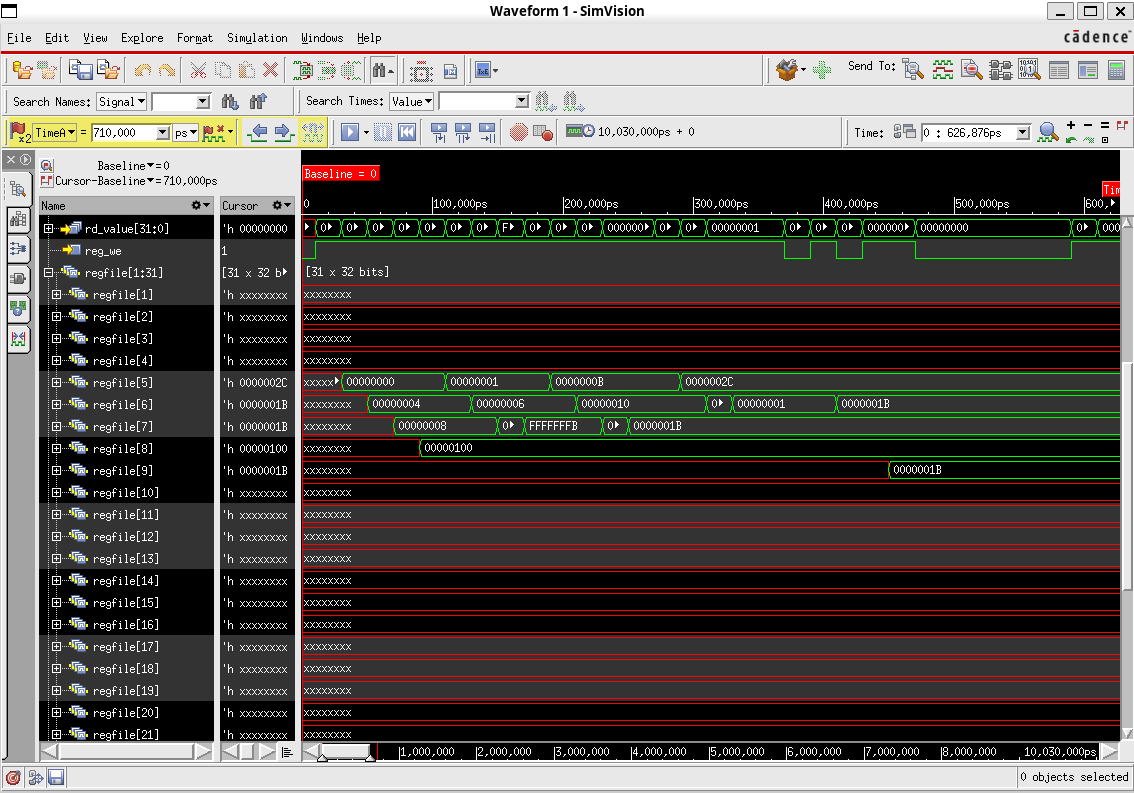 Waveform 1 - SimVision
File Edit View Explore Format Simulation Windows Help
cādence
Send To:
Search Names: Signal
Search Times: Value
x2 TimeA = 710,000 ps
10,030,000ps + 0
Time: 0 : 626,876ps
Baseline = 0
Cursor-Baseline = 710,000ps
Baseline = 0
Tim
0 100,000ps 200,000ps 300,000ps 400,000ps 500,000ps 600,
Name Cursor
rd_value[31:0] 'h 00000000 0 0 0 0 0 0 0 F 0 0 0 000000 0 0 00000001 0 0 0 000000 00000000 0 000
reg_we 1
regfile[1:31] [31 x 32 b [31 x 32 bits]
regfile[1] 'h xxxxxxxx xxxxxxxx
regfile[2] 'h xxxxxxxx xxxxxxxx
regfile[3] 'h xxxxxxxx xxxxxxxx
regfile[4] 'h xxxxxxxx xxxxxxxx
regfile[5] 'h 0000002C xxxxx 00000000 00000001 0000000B 0000002C
regfile[6] 'h 0000001B xxxxxxxx 00000004 00000006 00000010 0 00000001 0000001B
regfile[7] 'h 0000001B xxxxxxxx 00000008 0 FFFFFFFB 0 0000001B
regfile[8] 'h 00000100 xxxxxxxx 00000100
regfile[9] 'h 0000001B xxxxxxxx 0000001B
regfile[10] 'h xxxxxxxx xxxxxxxx
regfile[11] 'h xxxxxxxx xxxxxxxx
regfile[12] 'h xxxxxxxx xxxxxxxx
regfile[13] 'h xxxxxxxx xxxxxxxx
regfile[14] 'h xxxxxxxx xxxxxxxx
regfile[15] 'h xxxxxxxx xxxxxxxx
regfile[16] 'h xxxxxxxx xxxxxxxx
regfile[17] 'h xxxxxxxx xxxxxxxx
regfile[18] 'h xxxxxxxx xxxxxxxx
regfile[19] 'h xxxxxxxx xxxxxxxx
regfile[20] 'h xxxxxxxx xxxxxxxx
regfile[21] 'h xxxxxxxx xxxxxxxx
1,000,000 2,000,000 3,000,000 4,000,000 5,000,000 6,000,000 7,000,000 8,000,000 10,030,000ps
0 objects selected